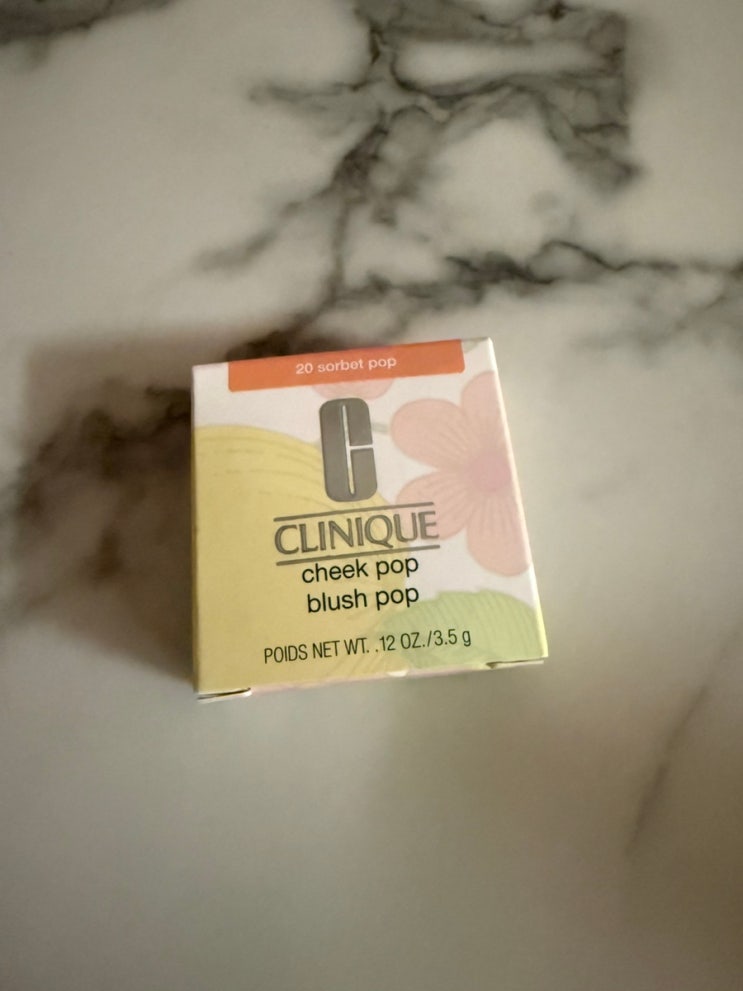 20 sorbet pop
C
CLINIQUE
cheek pop
blush pop
POIDS NET WT. .12 OZ./3.5 g